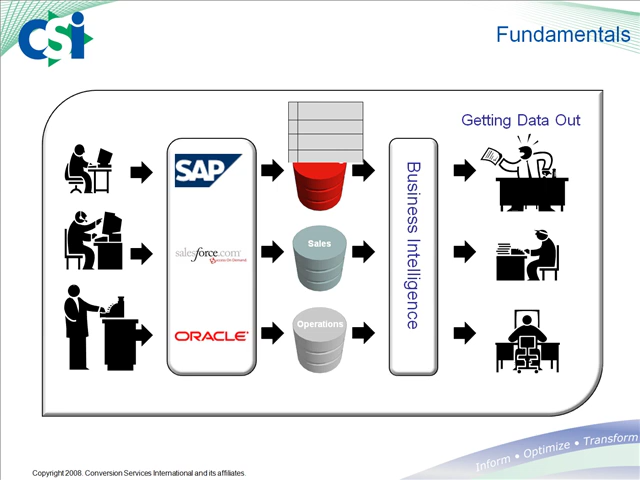 csi
Fundamentals
Getting Data Out
SAP
Business Intelligence
Sales
salesforce.com
Operations
ORACLE
Inform • Optimize • Transform
Copyright 2008. Conversion Services International and its affiliates.